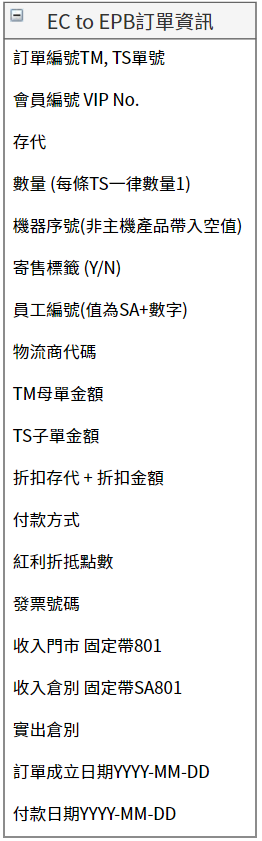 EC to EPB訂單資訊
訂單編號TM, TS單號
會員編號 VIP No.
存代
數量 (每條TS一律數量1)
機器序號(非主機產品帶入空值)
寄售標籤 (Y/N)
員工編號(值為SA+數字)
物流商代碼
TM母單金額
TS子單金額
折扣存代 + 折扣金額
付款方式
紅利折抵點數
發票號碼
收入門市 固定帶801
收入倉別 固定帶SA801
實出倉別
訂單成立日期YYYY-MM-DD
付款日期YYYY-MM-DD